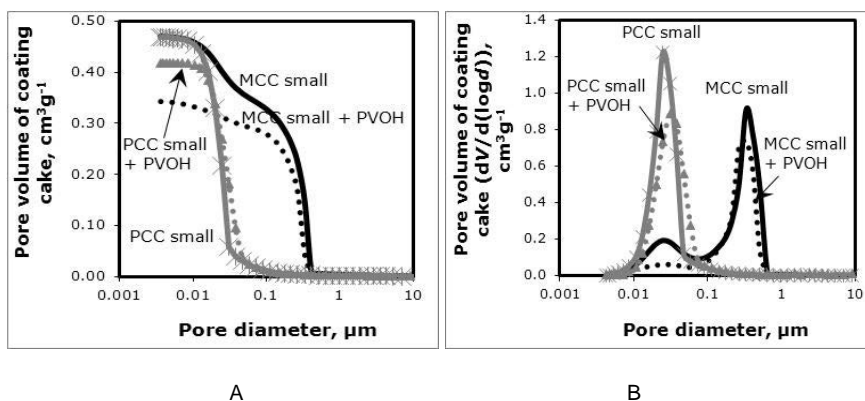 Pore volume of coating
cake, cm³g⁻¹
0.50
0.40
0.30
0.20
0.10
0.00
MCC small
MCC small + PVOH
PCC small
+ PVOH
PCC small
0.001
0.01
0.1
1
10
Pore diameter, µm
A
Pore volume of coating
cake (dV/d(logd)),
cm³g⁻¹
1.4
1.2
1.0
0.8
0.6
0.4
0.2
0.0
PCC small
PCC small
+ PVOH
MCC small
MCC small
+ PVOH
0.001
0.01
0.1
1
10
Pore diameter, µm
B